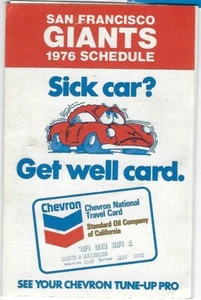 SAN FRANCISCO
GIANTS
1976 SCHEDULE
Sick car?
Get well card.
Chevron
Chevron National
Travel Card
Standard Oil Company
of California
SEE YOUR CHEVRON TUNE-UP PRO